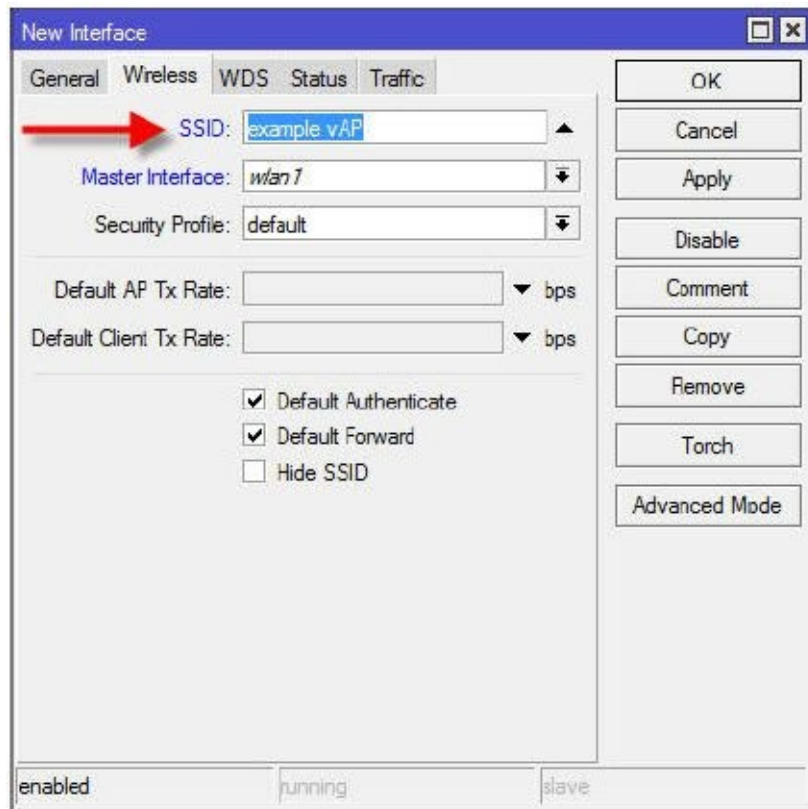 New Interface
General Wireless WDS Status Traffic
SSID: example vAP
Master Interface: wlan1
Security Profile: default
Default AP Tx Rate: bps
Default Client Tx Rate: bps
Default Authenticate
Default Forward
Hide SSID
OK
Cancel
Apply
Disable
Comment
Copy
Remove
Torch
Advanced Mode
enabled running slave